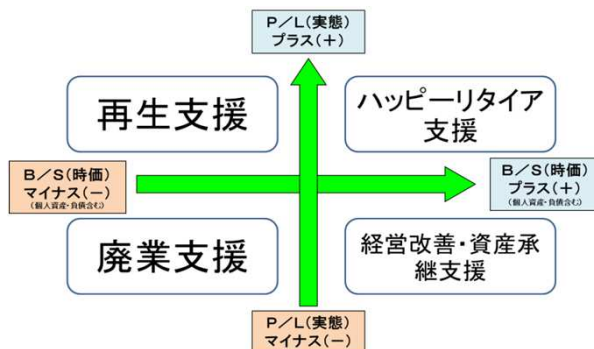 P／L(実態)
プラス(＋)
再生支援
ハッピーリタイア
支援
B／S(時価)
マイナス(－)
(個人資産・負債含む)
B／S(時価)
プラス(＋)
(個人資産・負債含む)
廃業支援
経営改善・資産承
継支援
P／L(実態)
マイナス(－)